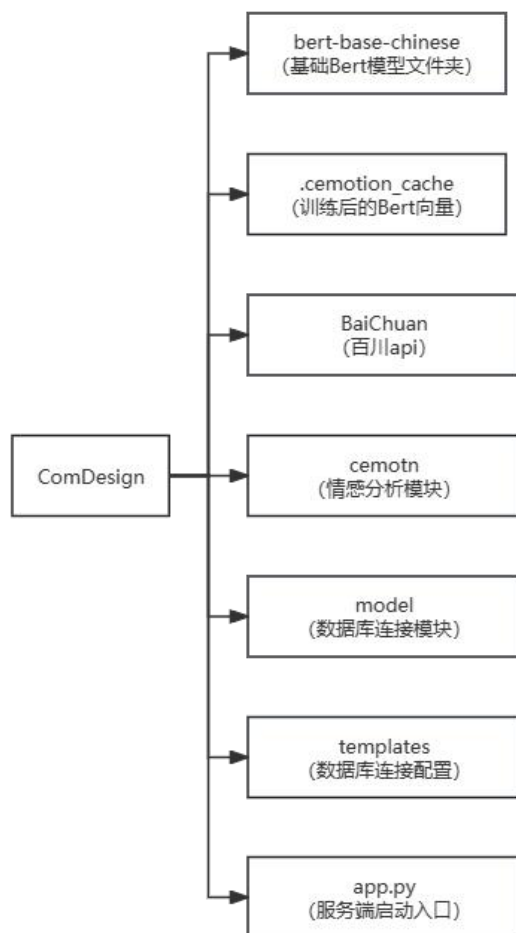 bert-base-chinese
(基础Bert模型文件夹)
.cemotion_cache
(训练后的Bert向量)
BaiChuan
(百川api)
ComDesign
cemotn
(情感分析模块)
model
(数据库连接模块)
templates
(数据库连接配置)
app.py
(服务端启动入口)